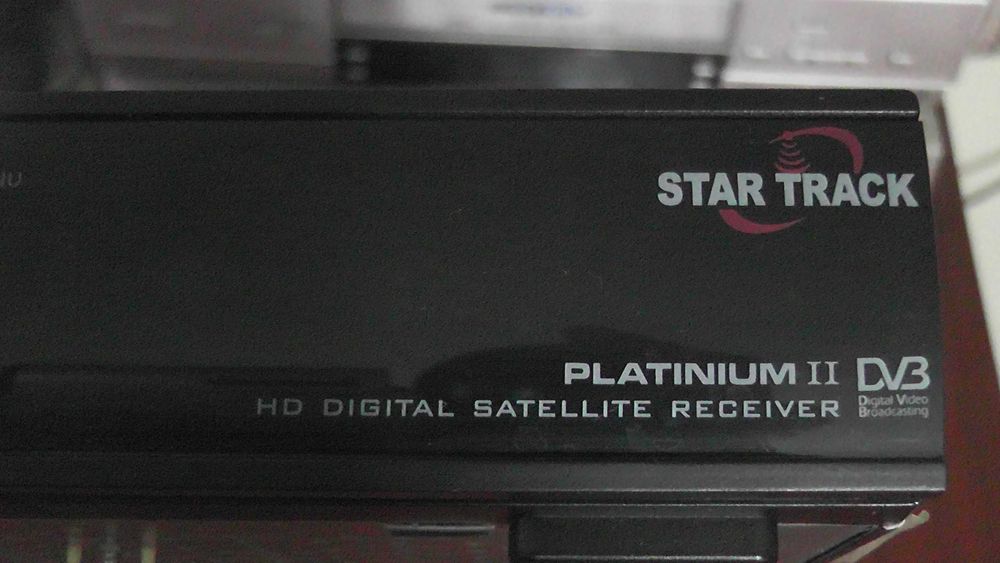 STAR TRACK
PLATINIUM II
HD DIGITAL SATELLITE RECEIVER
DVB
Digital Video
Broadcasting